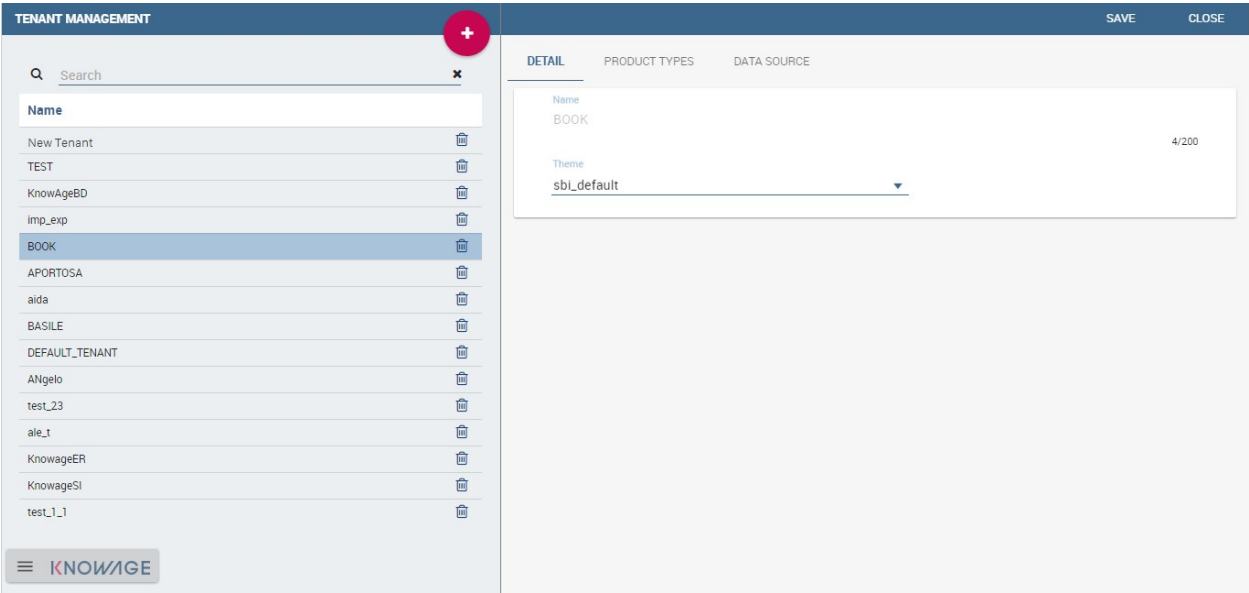 TENANT MANAGEMENT
SAVE CLOSE
Search
Name
New Tenant
TEST
KnowAgeBD
imp_exp
BOOK
APORTOSA
aida
BASILE
DEFAULT_TENANT
ANgelo
test_23
ale_t
KnowageER
KnowageSI
test_1_1
KNOWAGE
DETAIL PRODUCT TYPES DATA SOURCE
Name
BOOK
4/200
Theme
sbi_default